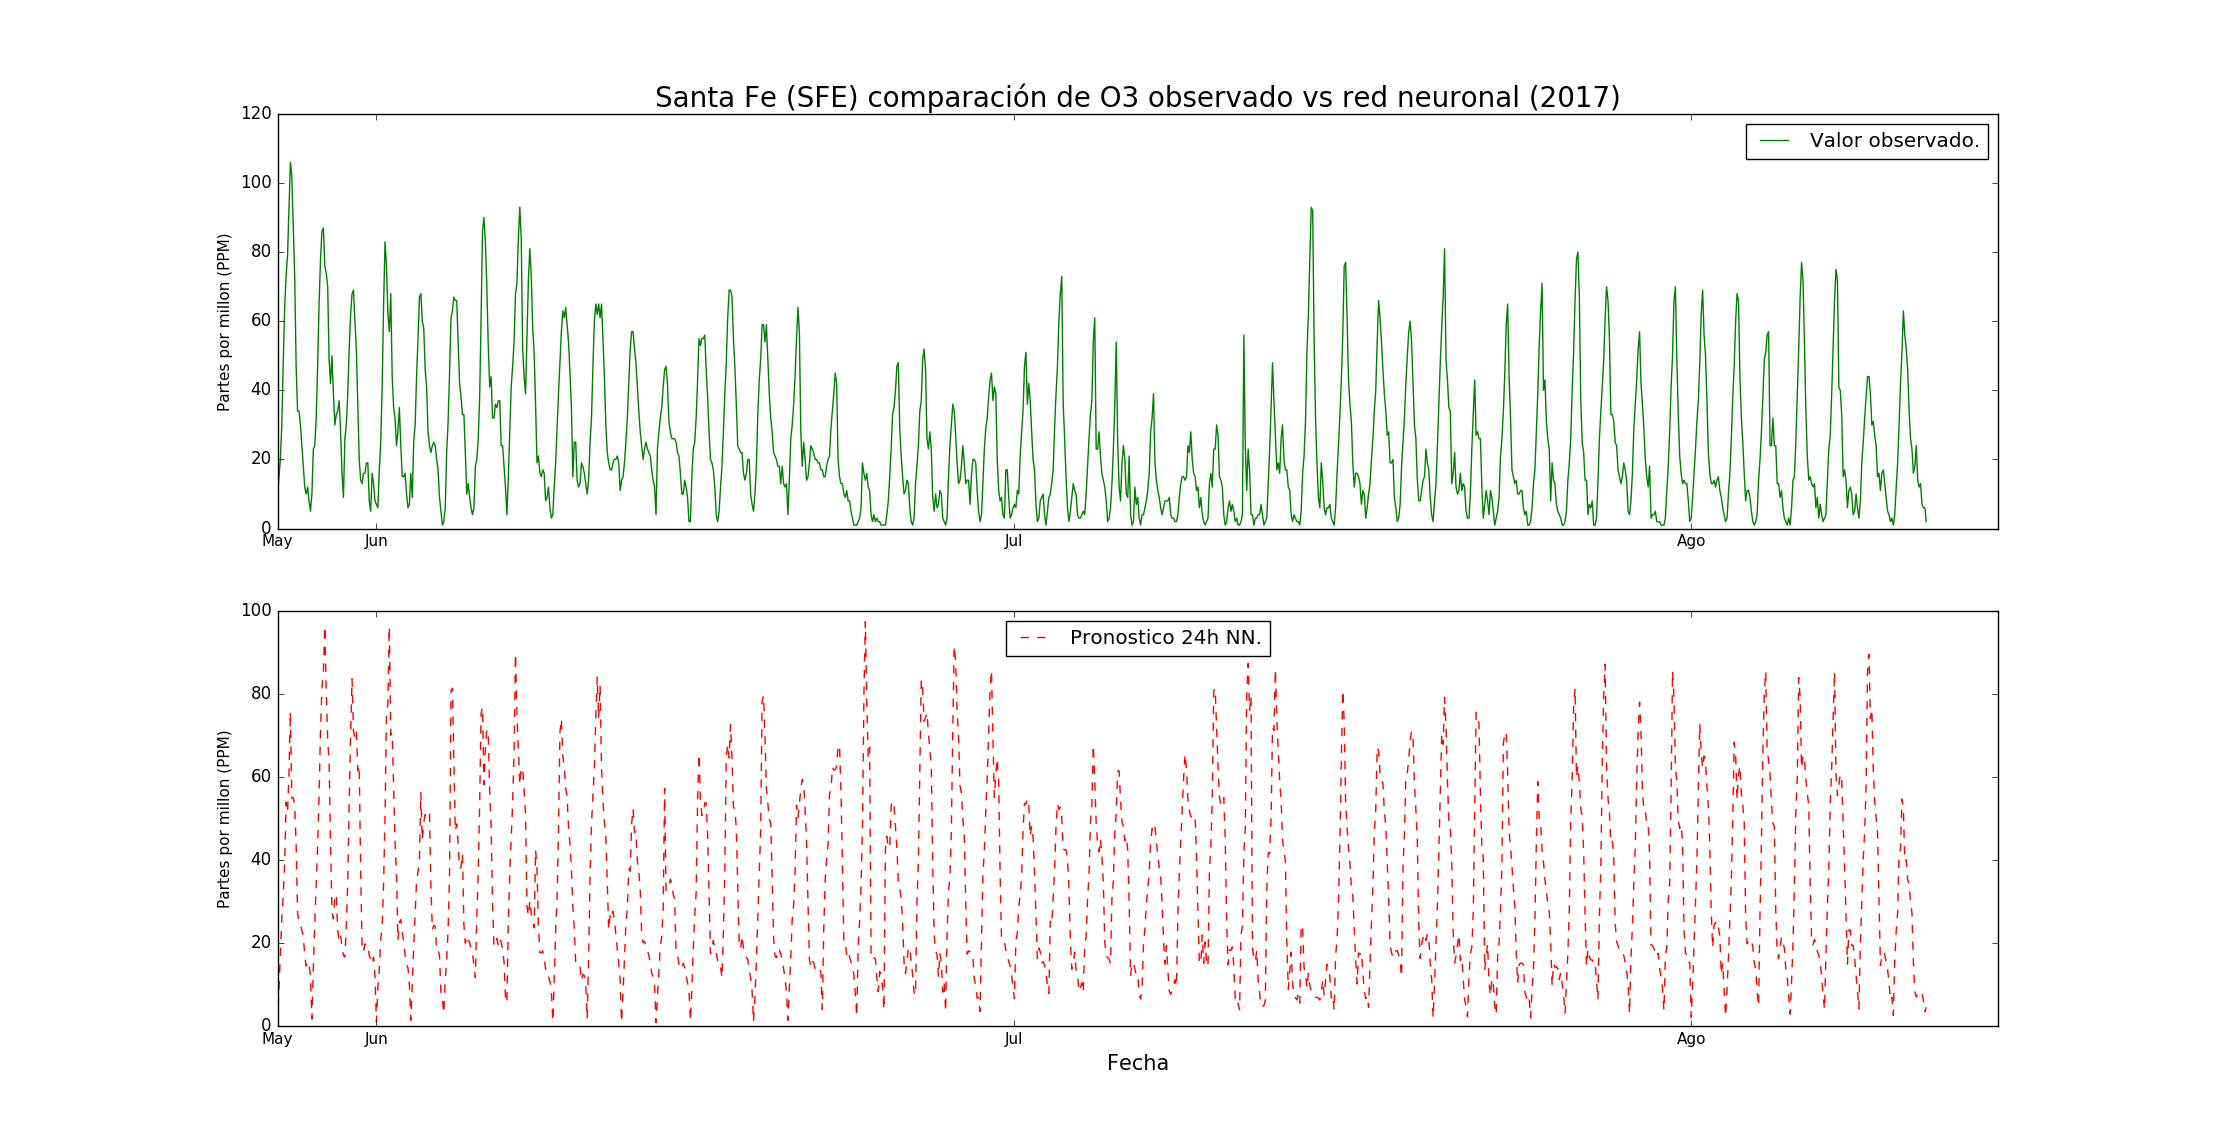 Santa Fe (SFE) comparación de O3 observado vs red neuronal (2017)
120
100
80
60
40
20
0
Partes por millon (PPM)
Valor observado.
May Jun Jul Ago
100
80
60
40
20
0
Partes por millon (PPM)
Pronostico 24h NN.
May Jun Jul Ago
Fecha